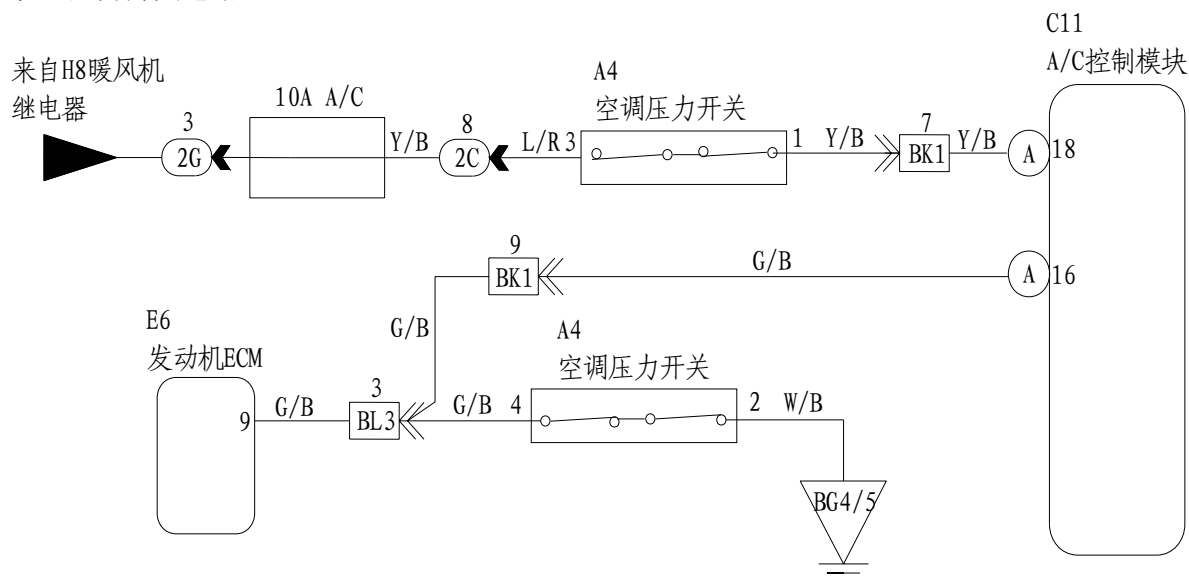 C11
A/C控制模块
来自H8暖风机
继电器
3
2G
10A A/C
Y/B
8
2C
L/R
3
A4
空调压力开关
1
Y/B
7
BK1
Y/B
A
18
9
BK1
G/B
A
16
G/B
E6
发动机ECM
9
G/B
3
BL3
G/B
4
A4
空调压力开关
2
W/B
BG4/5